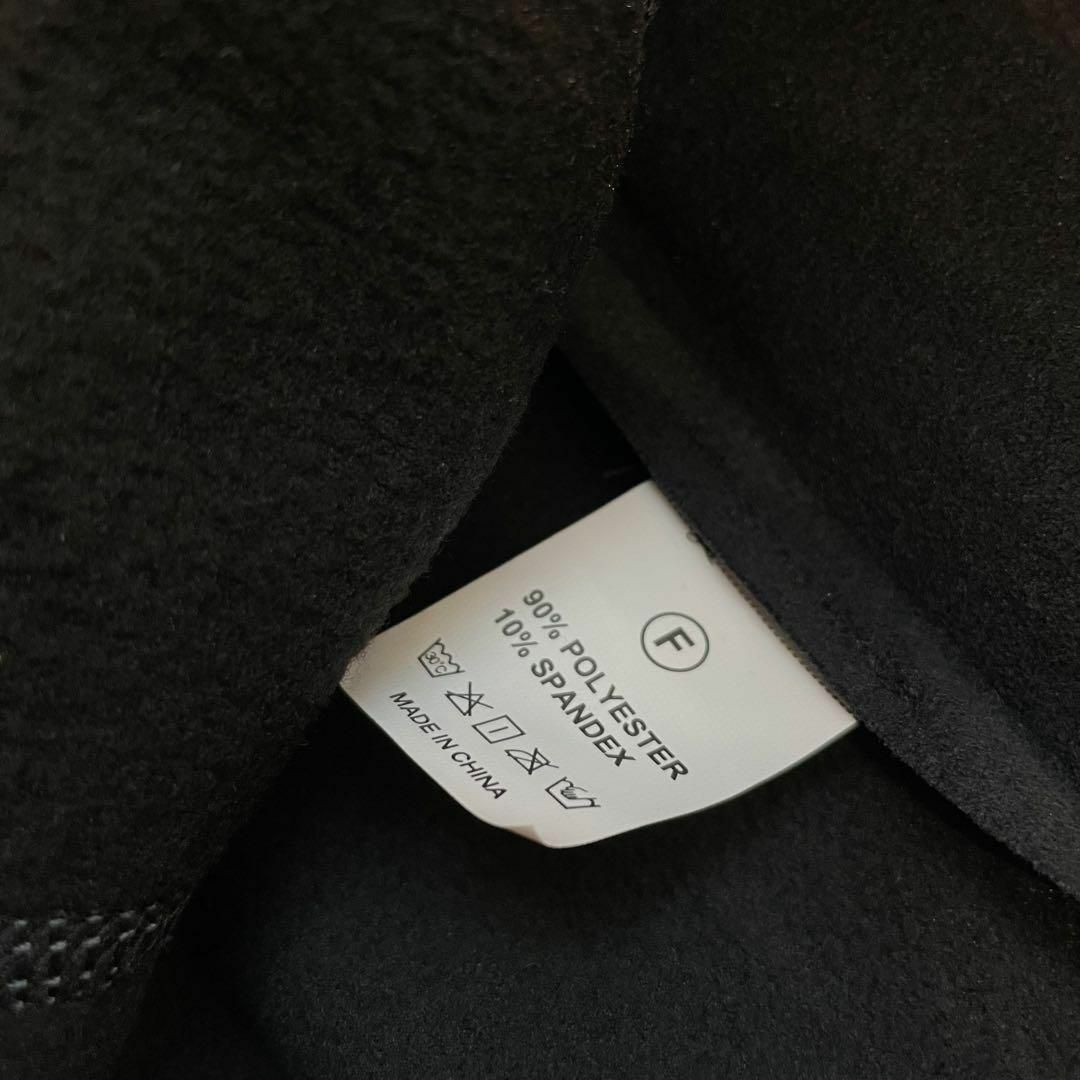 F
90% POLYESTER
10% SPANDEX
30°C
MADE IN CHINA